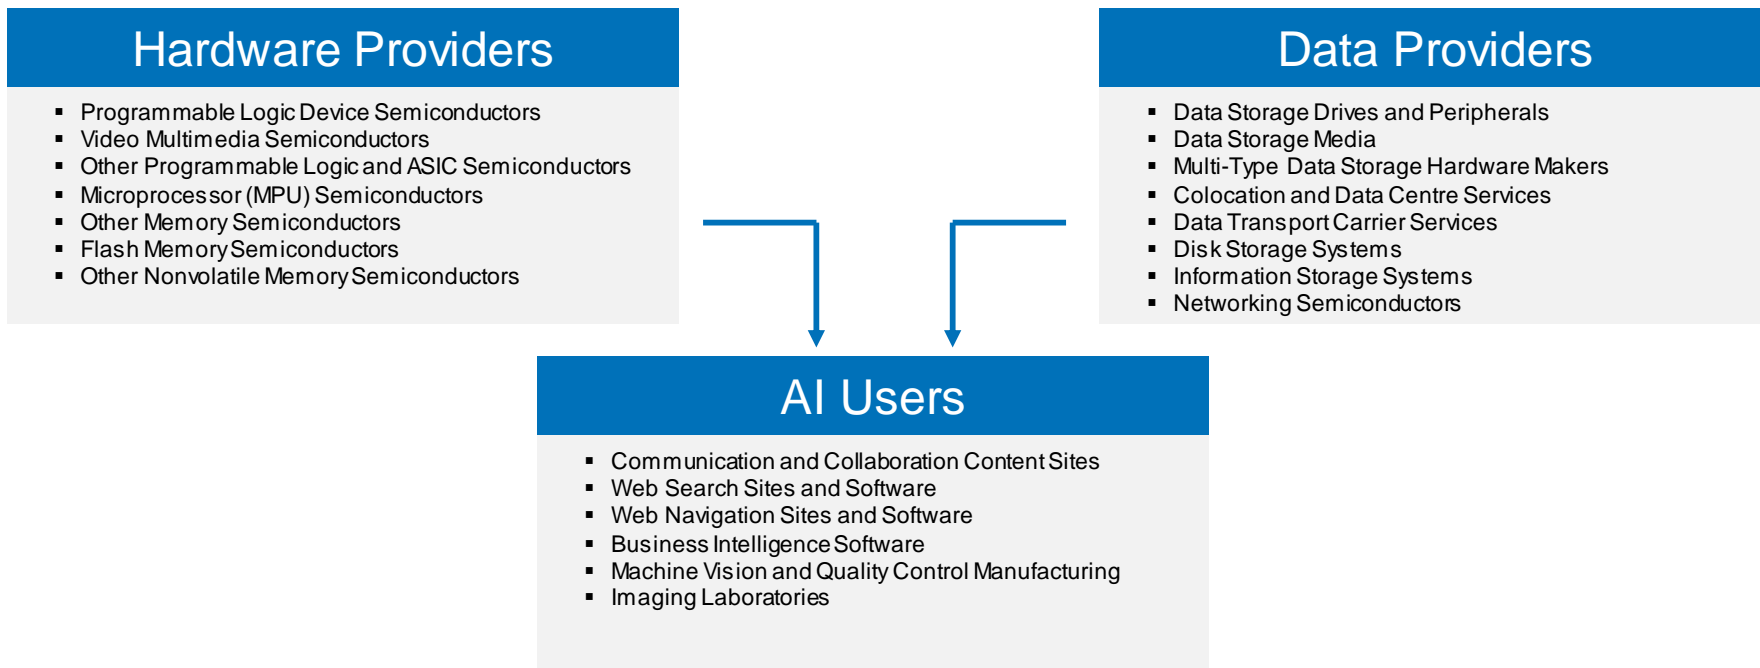 Hardware Providers
▪ Programmable Logic Device Semiconductors
▪ Video Multimedia Semiconductors
▪ Other Programmable Logic and ASIC Semiconductors
▪ Microprocessor (MPU) Semiconductors
▪ Other Memory Semiconductors
▪ Flash Memory Semiconductors
▪ Other Nonvolatile Memory Semiconductors
Data Providers
▪ Data Storage Drives and Peripherals
▪ Data Storage Media
▪ Multi-Type Data Storage Hardware Makers
▪ Colocation and Data Centre Services
▪ Data Transport Carrier Services
▪ Disk Storage Systems
▪ Information Storage Systems
▪ Networking Semiconductors
AI Users
▪ Communication and Collaboration Content Sites
▪ Web Search Sites and Software
▪ Web Navigation Sites and Software
▪ Business Intelligence Software
▪ Machine Vision and Quality Control Manufacturing
▪ Imaging Laboratories